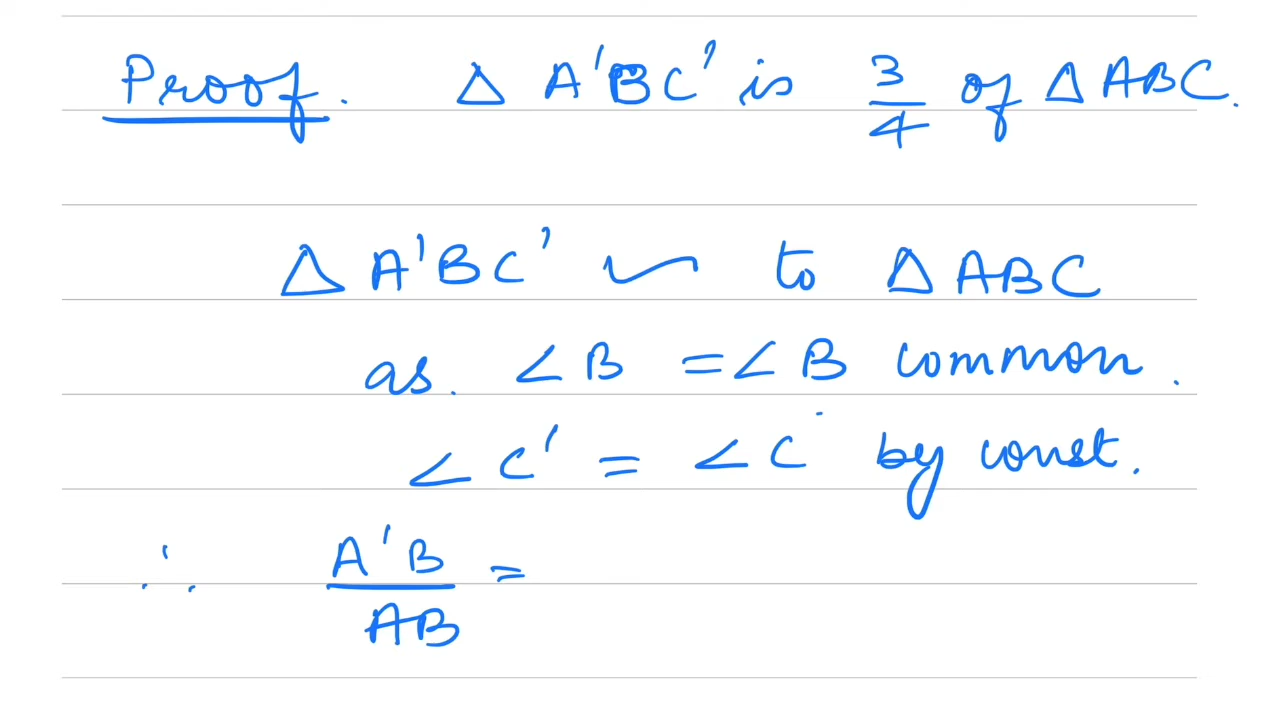 Proof. Δ A'BC' is 3/4 of Δ ABC.
Δ A'BC' ~ to Δ ABC
as. ∠B = ∠B common.
∠C' = ∠C by const.
∴ A'B/AB =